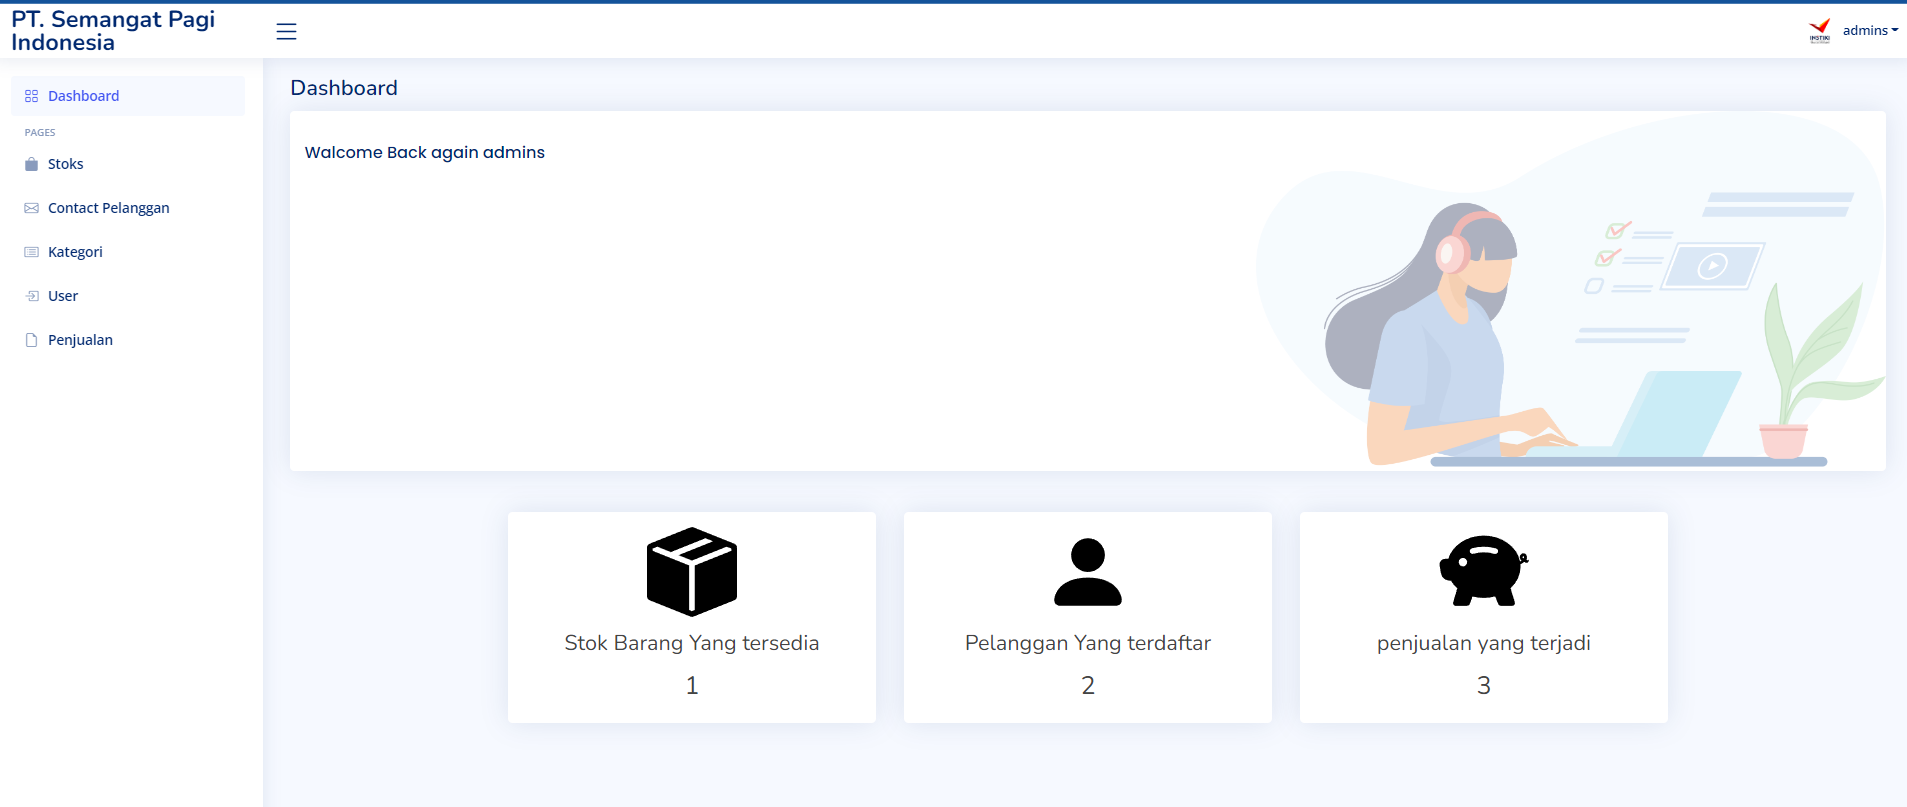 PT. Semangat Pagi
Indonesia
admins
Dashboard
PAGES
Stoks
Contact Pelanggan
Kategori
User
Penjualan
Dashboard
Walcome Back again admins
Stok Barang Yang tersedia
1
Pelanggan Yang terdaftar
2
penjualan yang terjadi
3